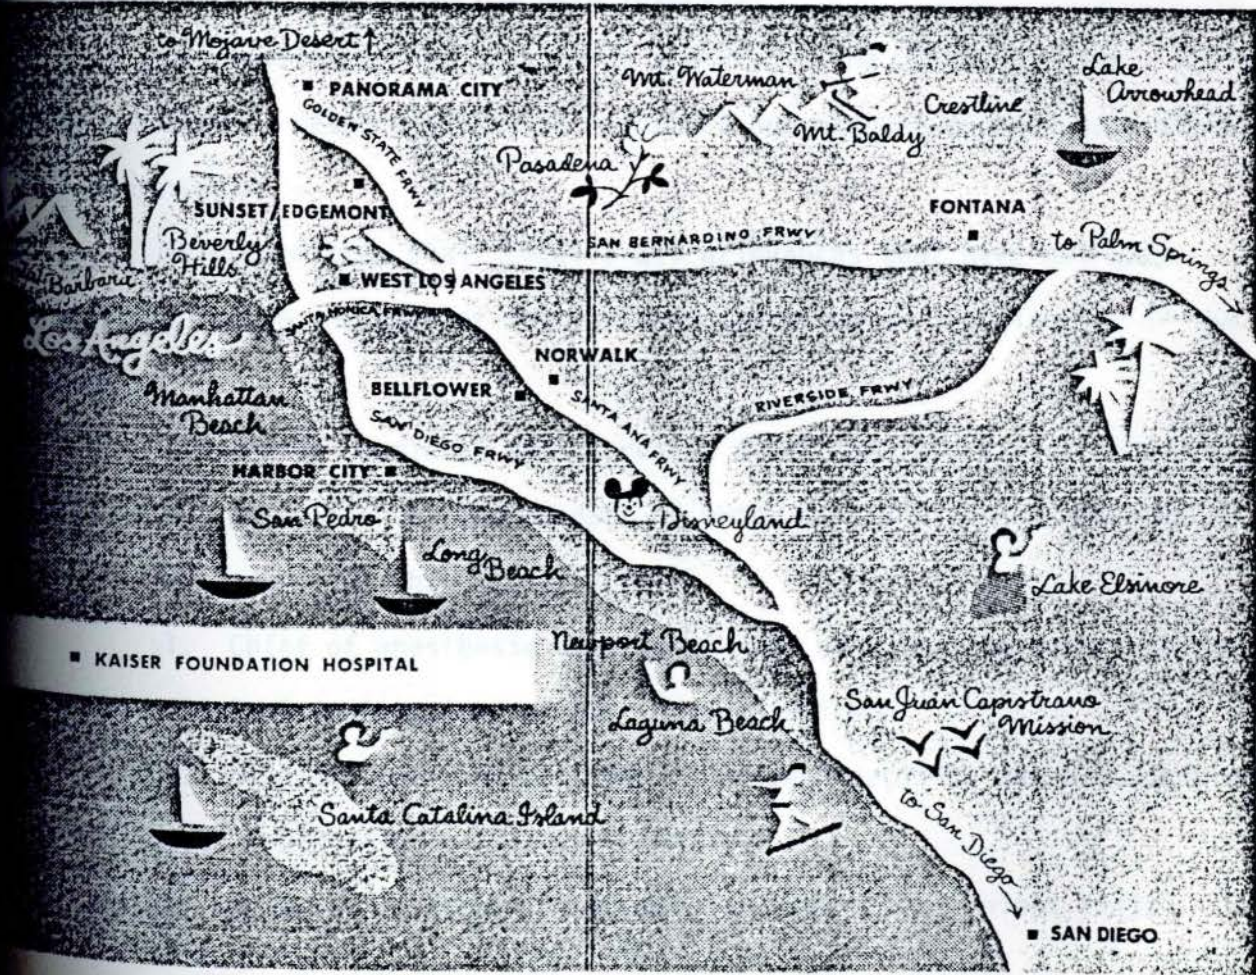 to Mojave Desert ↑
PANORAMA CITY
GOLDEN STATE FRWY
Mt. Waterman
Mt. Baldy
Crestline
Lake
Arrowhead
Pasadena
SUNSET/EDGEMONT
Beverly
Hills
Barbara
FONTANA
SAN BERNARDINO FRWY
to Palm Springs →
WEST LOS ANGELES
SANTA MONICA FRWY
Los Angeles
Manhattan
Beach
NORWALK
BELLFLOWER
SANTA ANA FRWY
RIVERSIDE FRWY
SAN DIEGO FRWY
HARBOR CITY
San Pedro
Long
Beach
Disneyland
Lake Elsinore
KAISER FOUNDATION HOSPITAL
Newport Beach
Laguna Beach
San Juan Capistrano
Mission
Santa Catalina Island
to San Diego →
SAN DIEGO